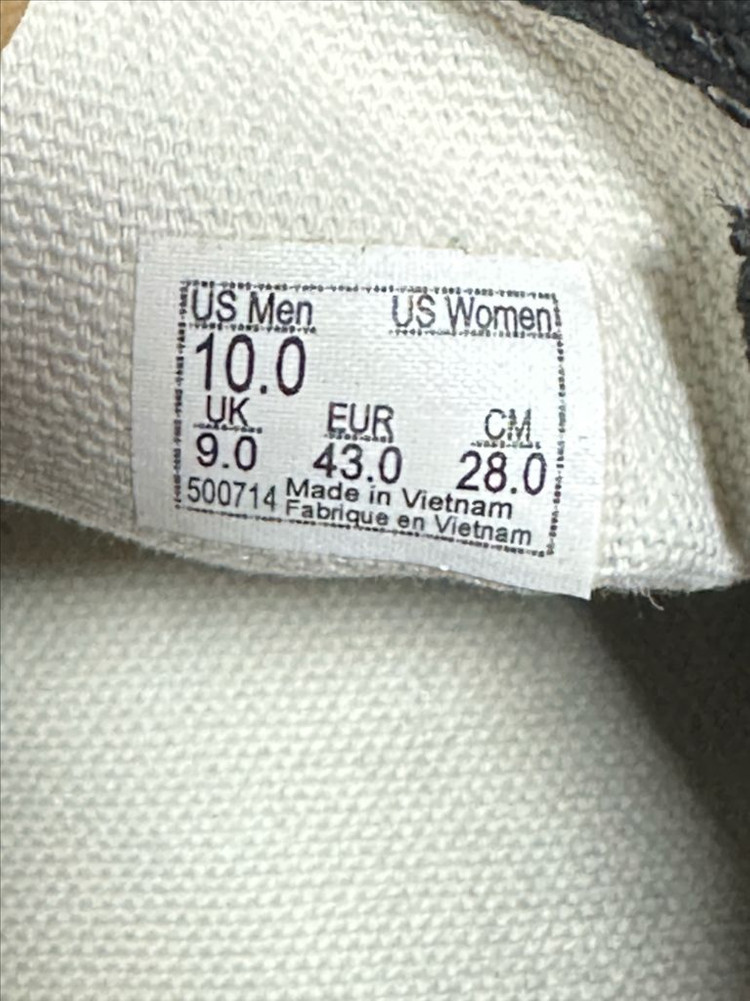 US Men US Women
10.0
UK EUR CM
9.0 43.0 28.0
500714 Made in Vietnam
Fabrique en Vietnam